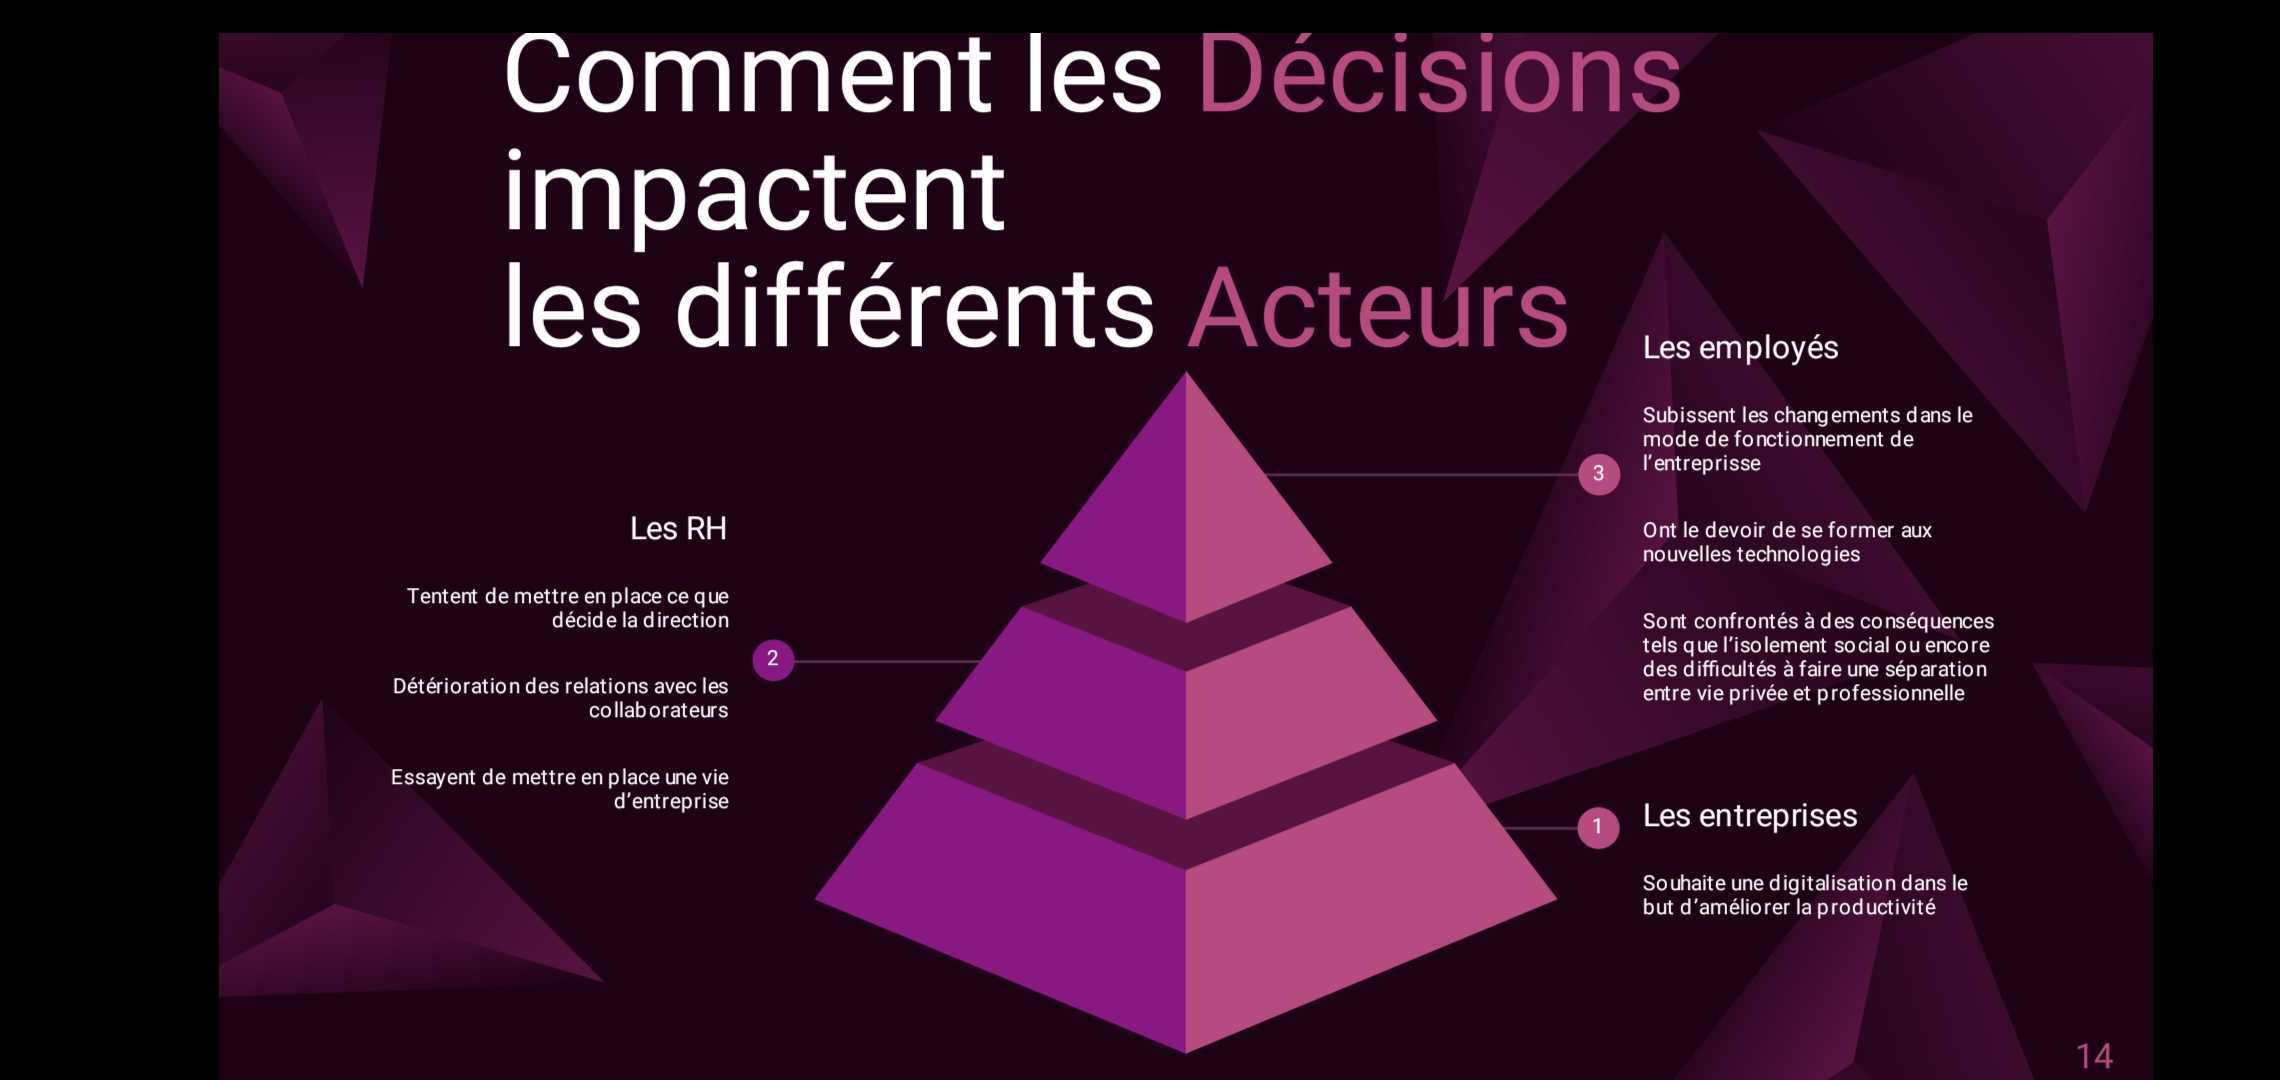 Comment les Décisions
impactent
les différents Acteurs
Les employés
Subissent les changements dans le
mode de fonctionnement de
l’entreprisse
3
Ont le devoir de se former aux
nouvelles technologies
Sont confrontés à des conséquences
tels que l’isolement social ou encore
des difficultés à faire une séparation
entre vie privée et professionnelle
Les RH
Tentent de mettre en place ce que
décide la direction
2
Détérioration des relations avec les
collaborateurs
Essayent de mettre en place une vie
d’entreprise
Les entreprises
1
Souhaite une digitalisation dans le
but d’améliorer la productivité
14